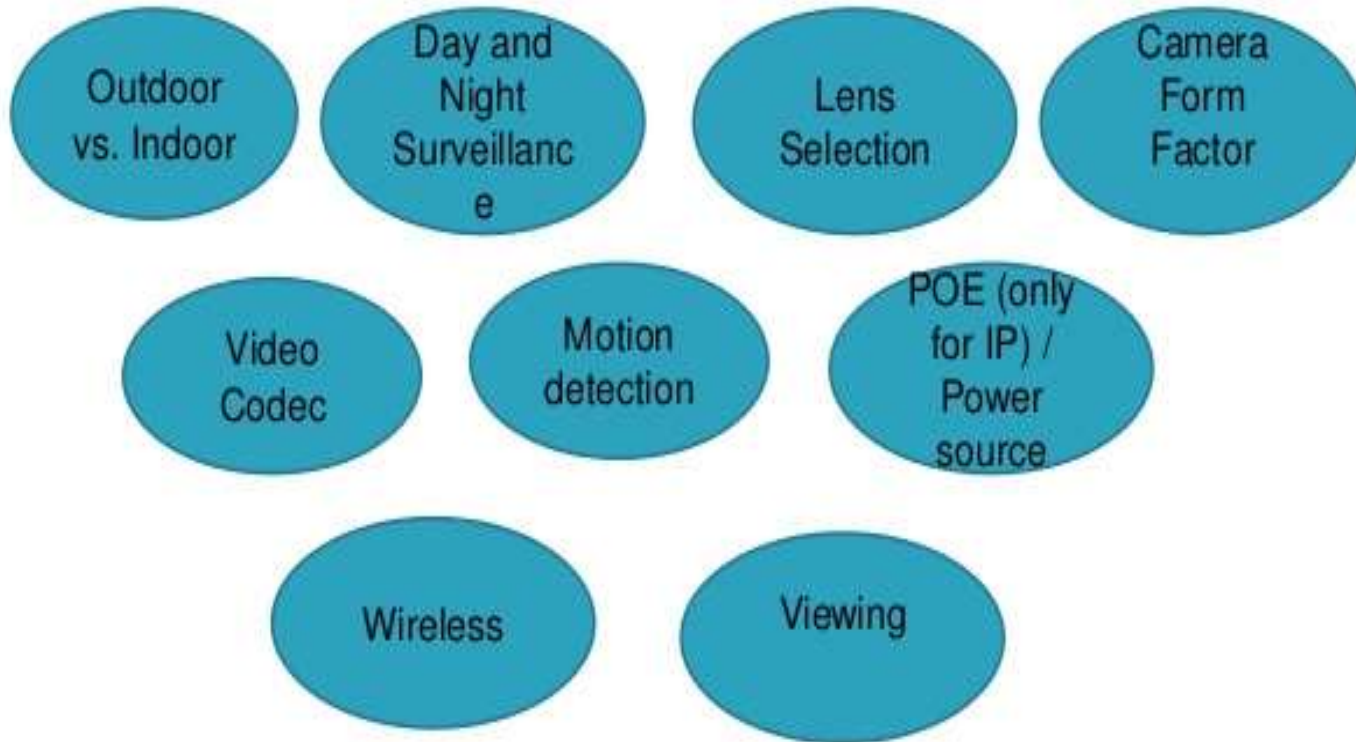 Outdoor
vs. Indoor
Day and
Night
Surveillanc
e
Lens
Selection
Camera
Form
Factor
Video
Codec
Motion
detection
POE (only
for IP) /
Power
source
Wireless
Viewing